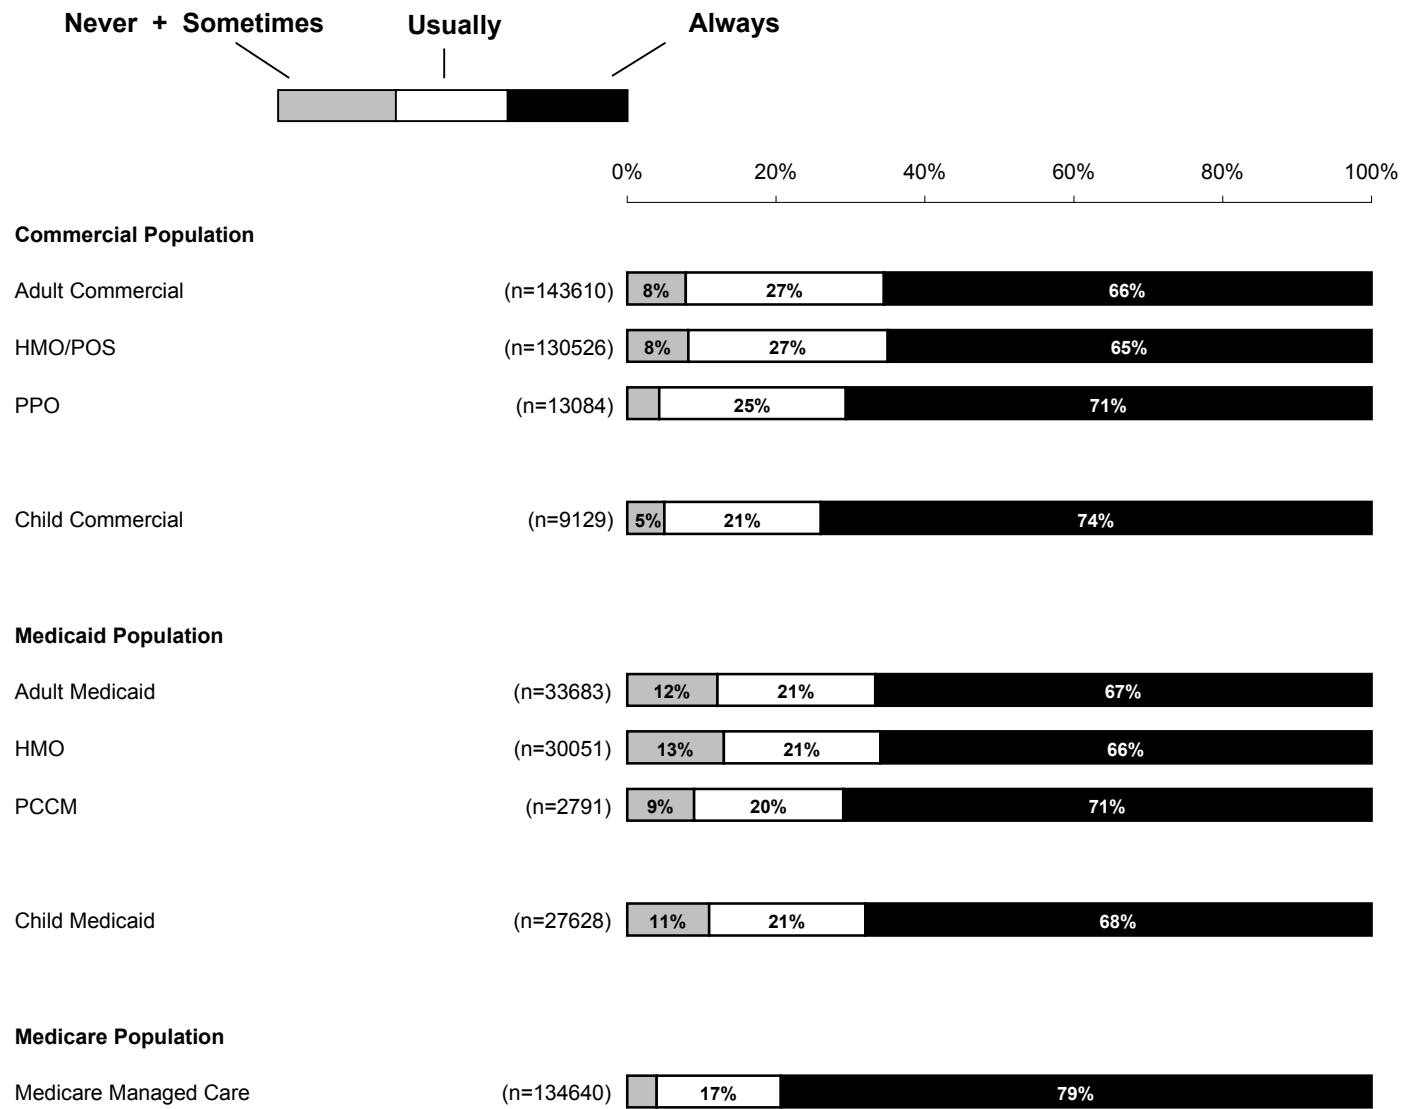 Never + Sometimes Usually Always
0% 20% 40% 60% 80% 100%
Commercial Population
Adult Commercial (n=143610) 8% 27% 66%
HMO/POS (n=130526) 8% 27% 65%
PPO (n=13084) 25% 71%
Child Commercial (n=9129) 5% 21% 74%
Medicaid Population
Adult Medicaid (n=33683) 12% 21% 67%
HMO (n=30051) 13% 21% 66%
PCCM (n=2791) 9% 20% 71%
Child Medicaid (n=27628) 11% 21% 68%
Medicare Population
Medicare Managed Care (n=134640) 17% 79%